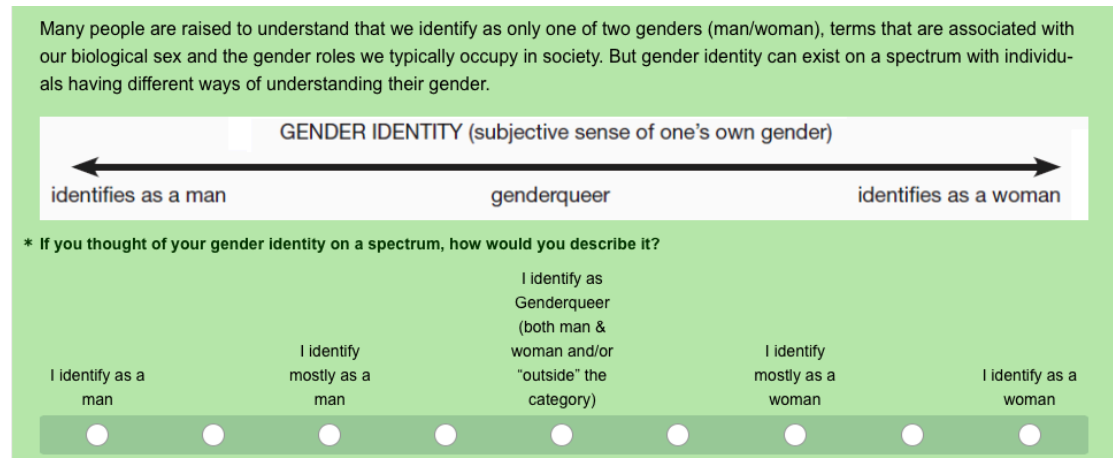 Many people are raised to understand that we identify as only one of two genders (man/woman), terms that are associated with
our biological sex and the gender roles we typically occupy in society. But gender identity can exist on a spectrum with individu-
als having different ways of understanding their gender.
GENDER IDENTITY (subjective sense of one's own gender)
identifies as a man genderqueer identifies as a woman
* If you thought of your gender identity on a spectrum, how would you describe it?
I identify as a
man
I identify
mostly as a
man
I identify as
Genderqueer
(both man &
woman and/or
"outside" the
category)
I identify
mostly as a
woman
I identify as a
woman